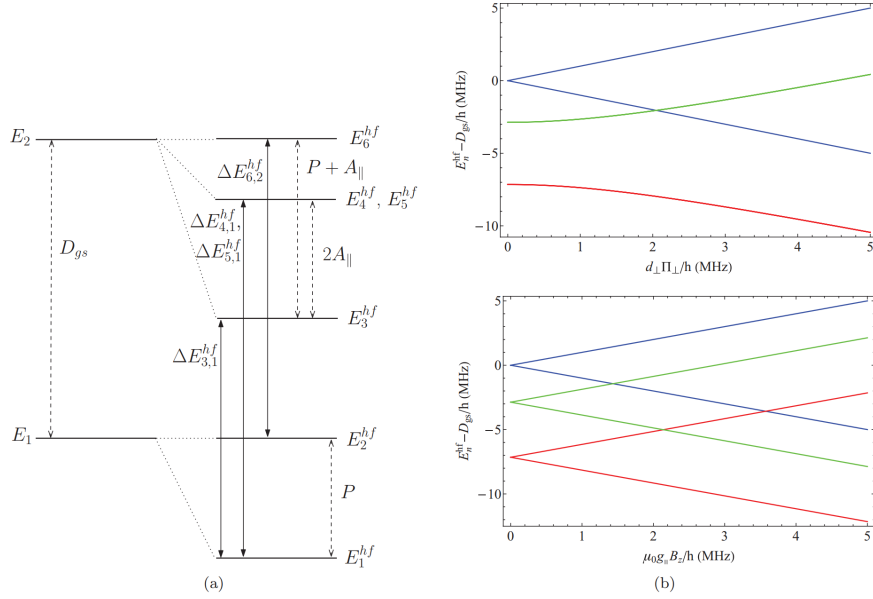 E_2
E_6^{hf}
ΔE_{6,2}^{hf}
P + A_∥
E_4^{hf}, E_5^{hf}
ΔE_{4,1}^{hf},
D_{gs}
ΔE_{5,1}^{hf}
2A_∥
E_3^{hf}
ΔE_{3,1}^{hf}
E_1
E_2^{hf}
P
E_1^{hf}
(a)
E_n^{hf}−D_{gs}/h (MHz)
5
0
−5
−10
0 1 2 3 4 5
d_⊥Π_⊥/h (MHz)
E_n^{hf}−D_{gs}/h (MHz)
5
0
−5
−10
0 1 2 3 4 5
μ_0g_∥B_z/h (MHz)
(b)